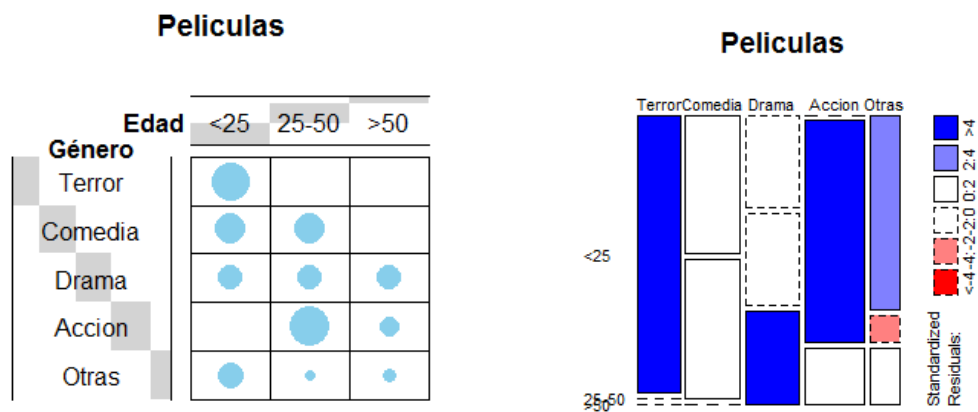 Peliculas
Edad <25 25-50 >50
Género
Terror
Comedia
Drama
Accion
Otras
Peliculas
Terror Comedia Drama Accion Otras
<25
25-50
>50
Standardized
Residuals:
<-4 -4:-2 -2:0 0:2 2:4 >4